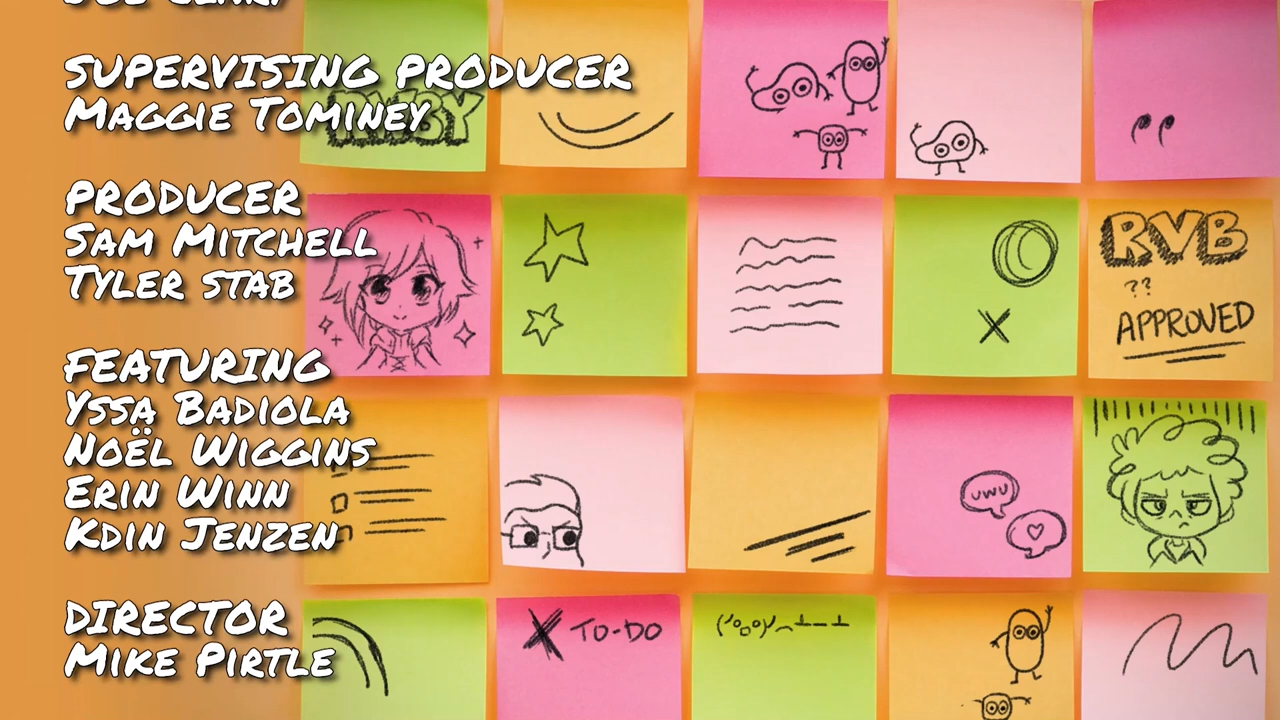 SUPERVISING PRODUCER
MAGGIE TOMINEY
RWBY
PRODUCER
SAM MITCHELL
TYLER STAB
RVB
??
APPROVED
FEATURING
YSSA BADIOLA
NOËL WIGGINS
ERIN WINN
KDIN JENZEN
UWU
DIRECTOR
MIKE PIRTLE
X TO-DO